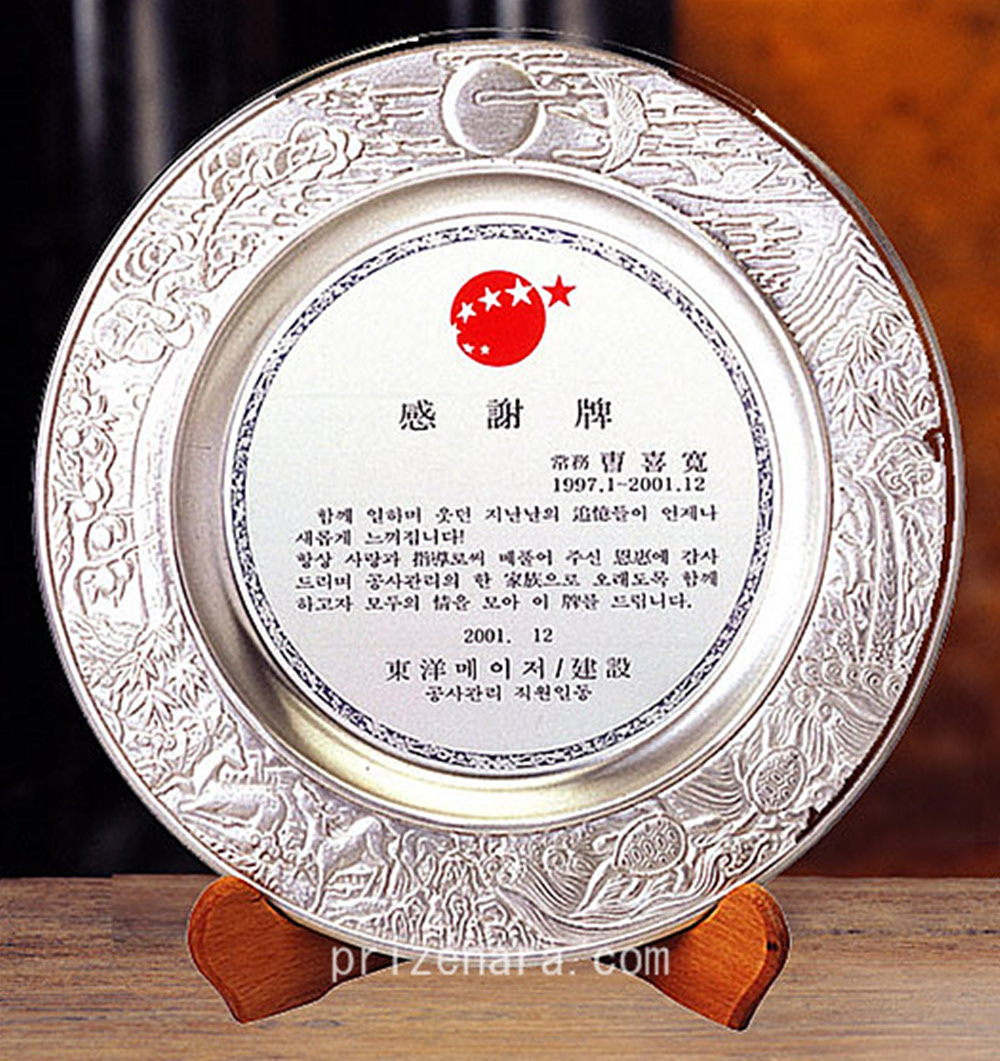 感謝牌
常務 曺喜寬
1997.1~2001.12
함께 일하며 웃던 지난날의 追憶들이 언제나
새롭게 느껴집니다!
항상 사랑과 指導로써 베풀어 주신 恩惠에 감사
드리며 공사관리의 한 家族으로 오래도록 함께
하고자 모두의 情을 모아 이 牌를 드립니다.
2001. 12
東洋메이저/建設
공사관리 직원일동
prizenara.com